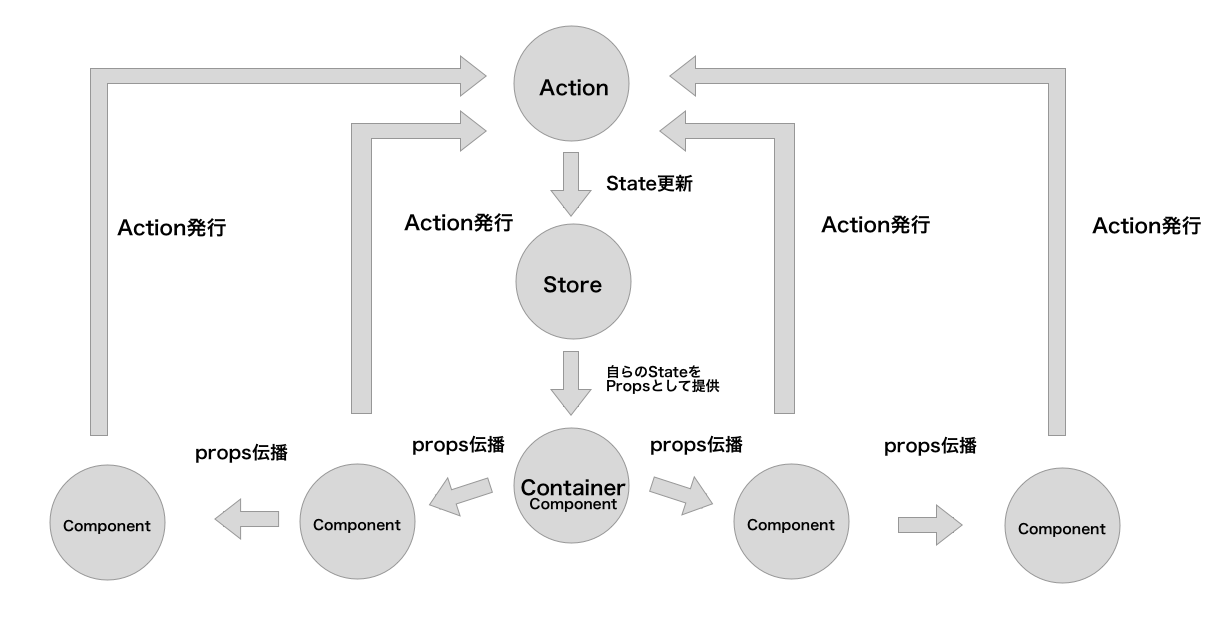 Action
State更新
Action発行
Action発行
Action発行
Action発行
Store
自らのStateを
Propsとして提供
props伝播
props伝播
props伝播
props伝播
Container
Component
Component
Component
Component
Component